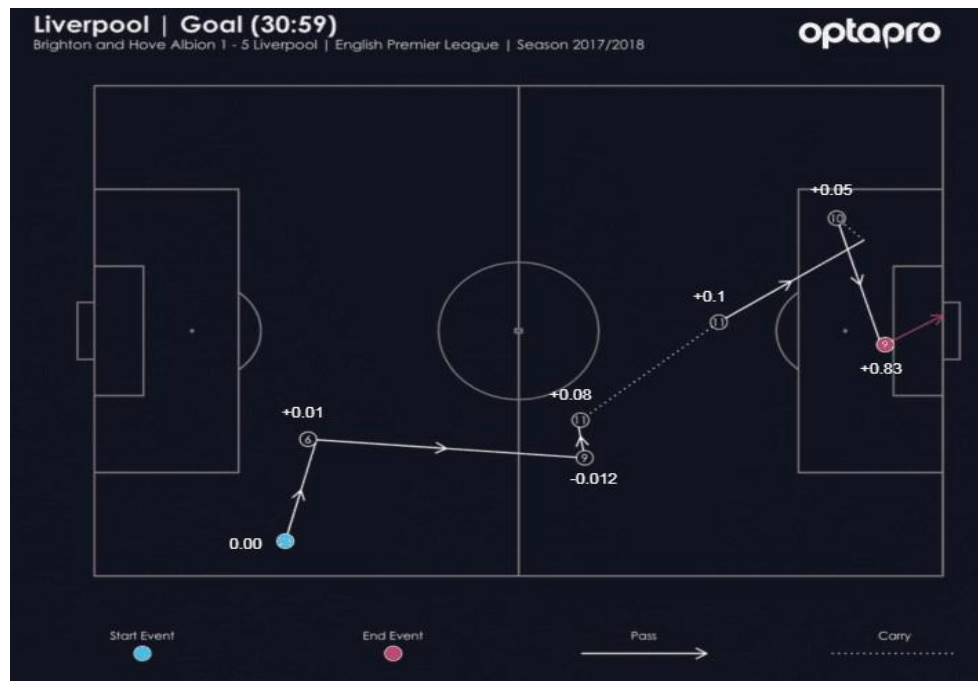 Liverpool | Goal (30:59)
optapro
Brighton and Hove Albion 1 - 5 Liverpool | English Premier League | Season 2017/2018
+0.05
10
+0.1
11
9
+0.83
+0.08
11
+0.01
6
9
-0.012
0.00
Start Event
End Event
Pass
Carry